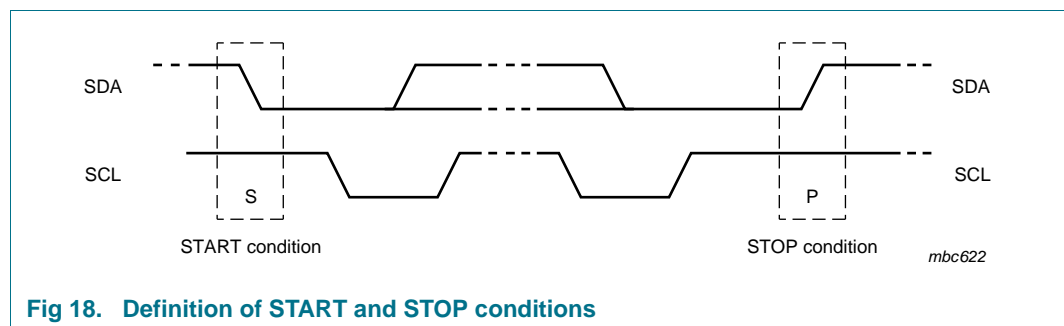 SDA
SDA
SCL
SCL
S
P
START condition
STOP condition
mbc622
Fig 18. Definition of START and STOP conditions